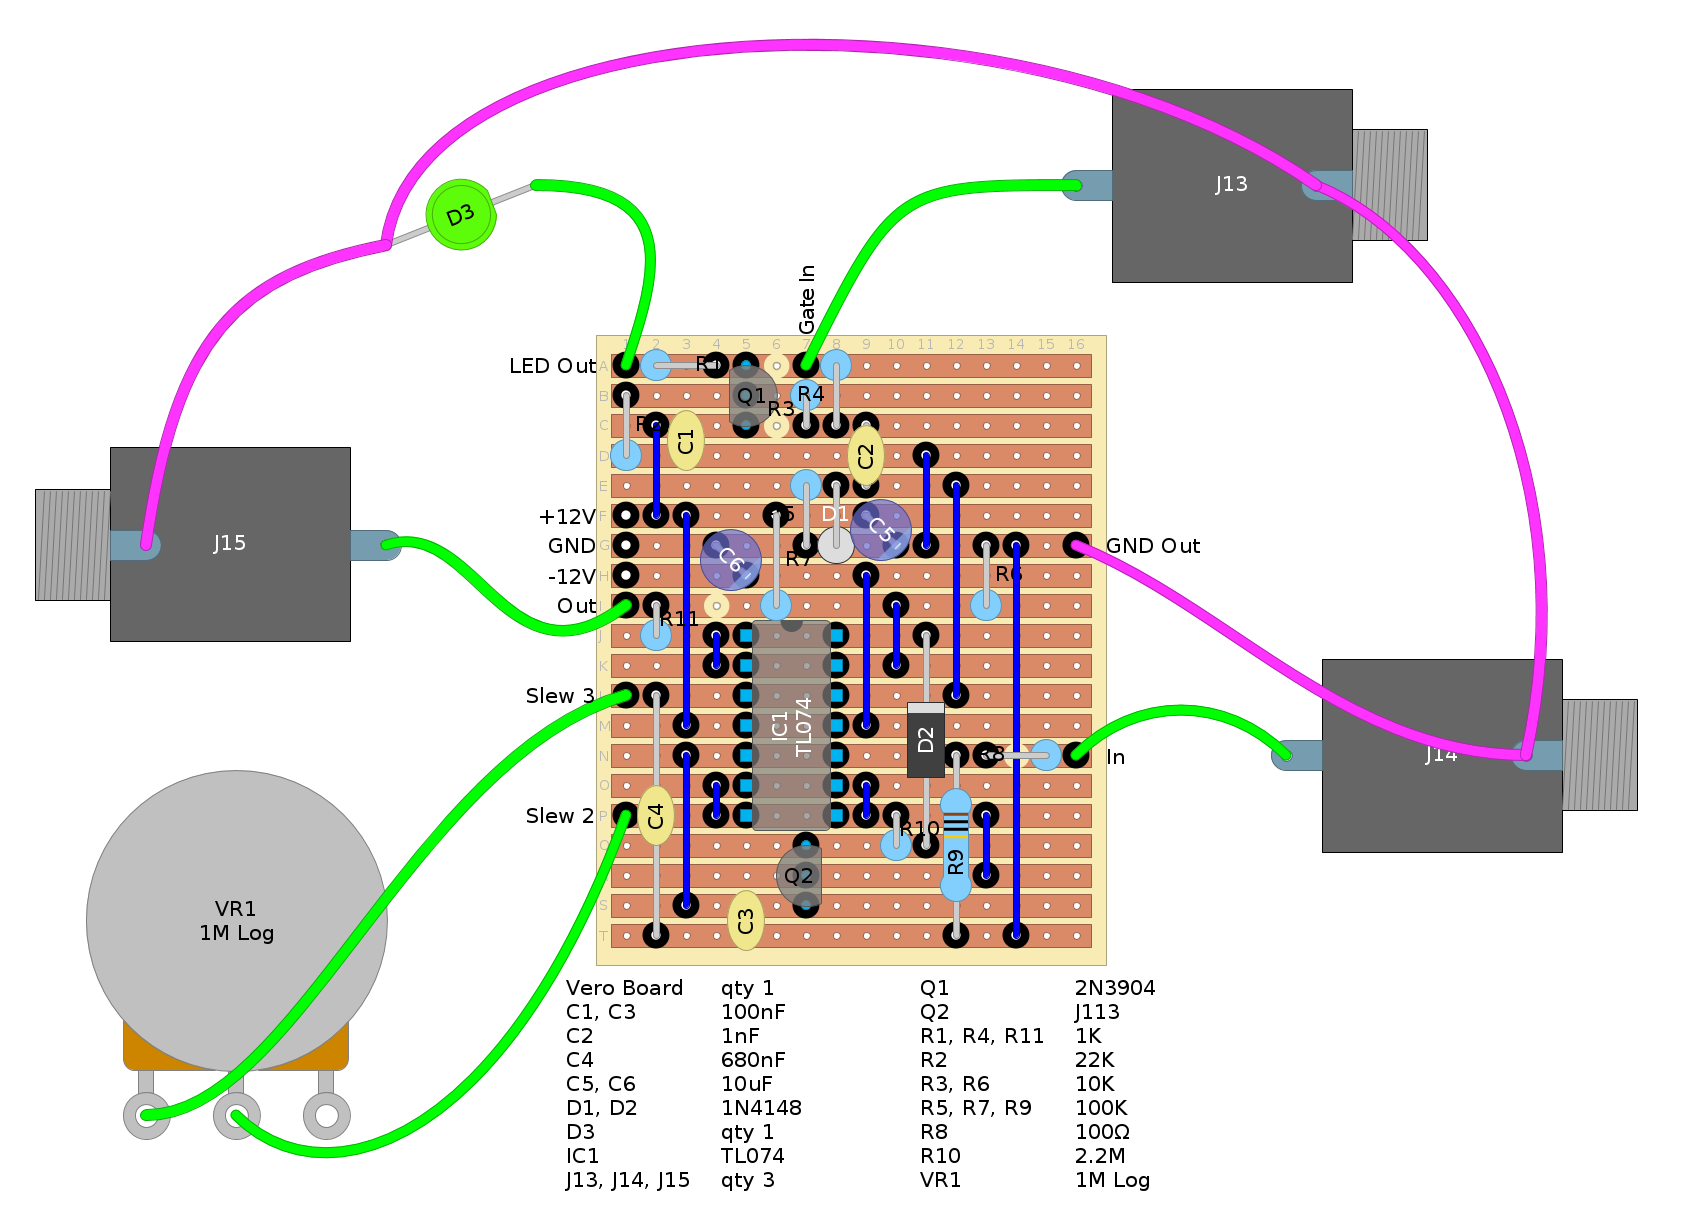 J13
D3
Gate In
1 2 3 4 5 6 7 8 9 10 11 12 13 14 15 16
LED Out
A
R1
B
Q1
R4
R3
C
C1
C2
D
E
+12V
F
D1
C5
GND
G
C6
R7
GND Out
J15
-12V
H
R6
Out
R11
J
K
Slew 3
IC1
TL074
M
D2
N
In
J14
O
Slew 2
P
C4
R10
R9
Q2
S
C3
T
VR1
1M Log
Vero Board qty 1 Q1 2N3904
C1, C3 100nF Q2 J113
C2 1nF R1, R4, R11 1K
C4 680nF R2 22K
C5, C6 10uF R3, R6 10K
D1, D2 1N4148 R5, R7, R9 100K
D3 qty 1 R8 100Ω
IC1 TL074 R10 2.2M
J13, J14, J15 qty 3 VR1 1M Log